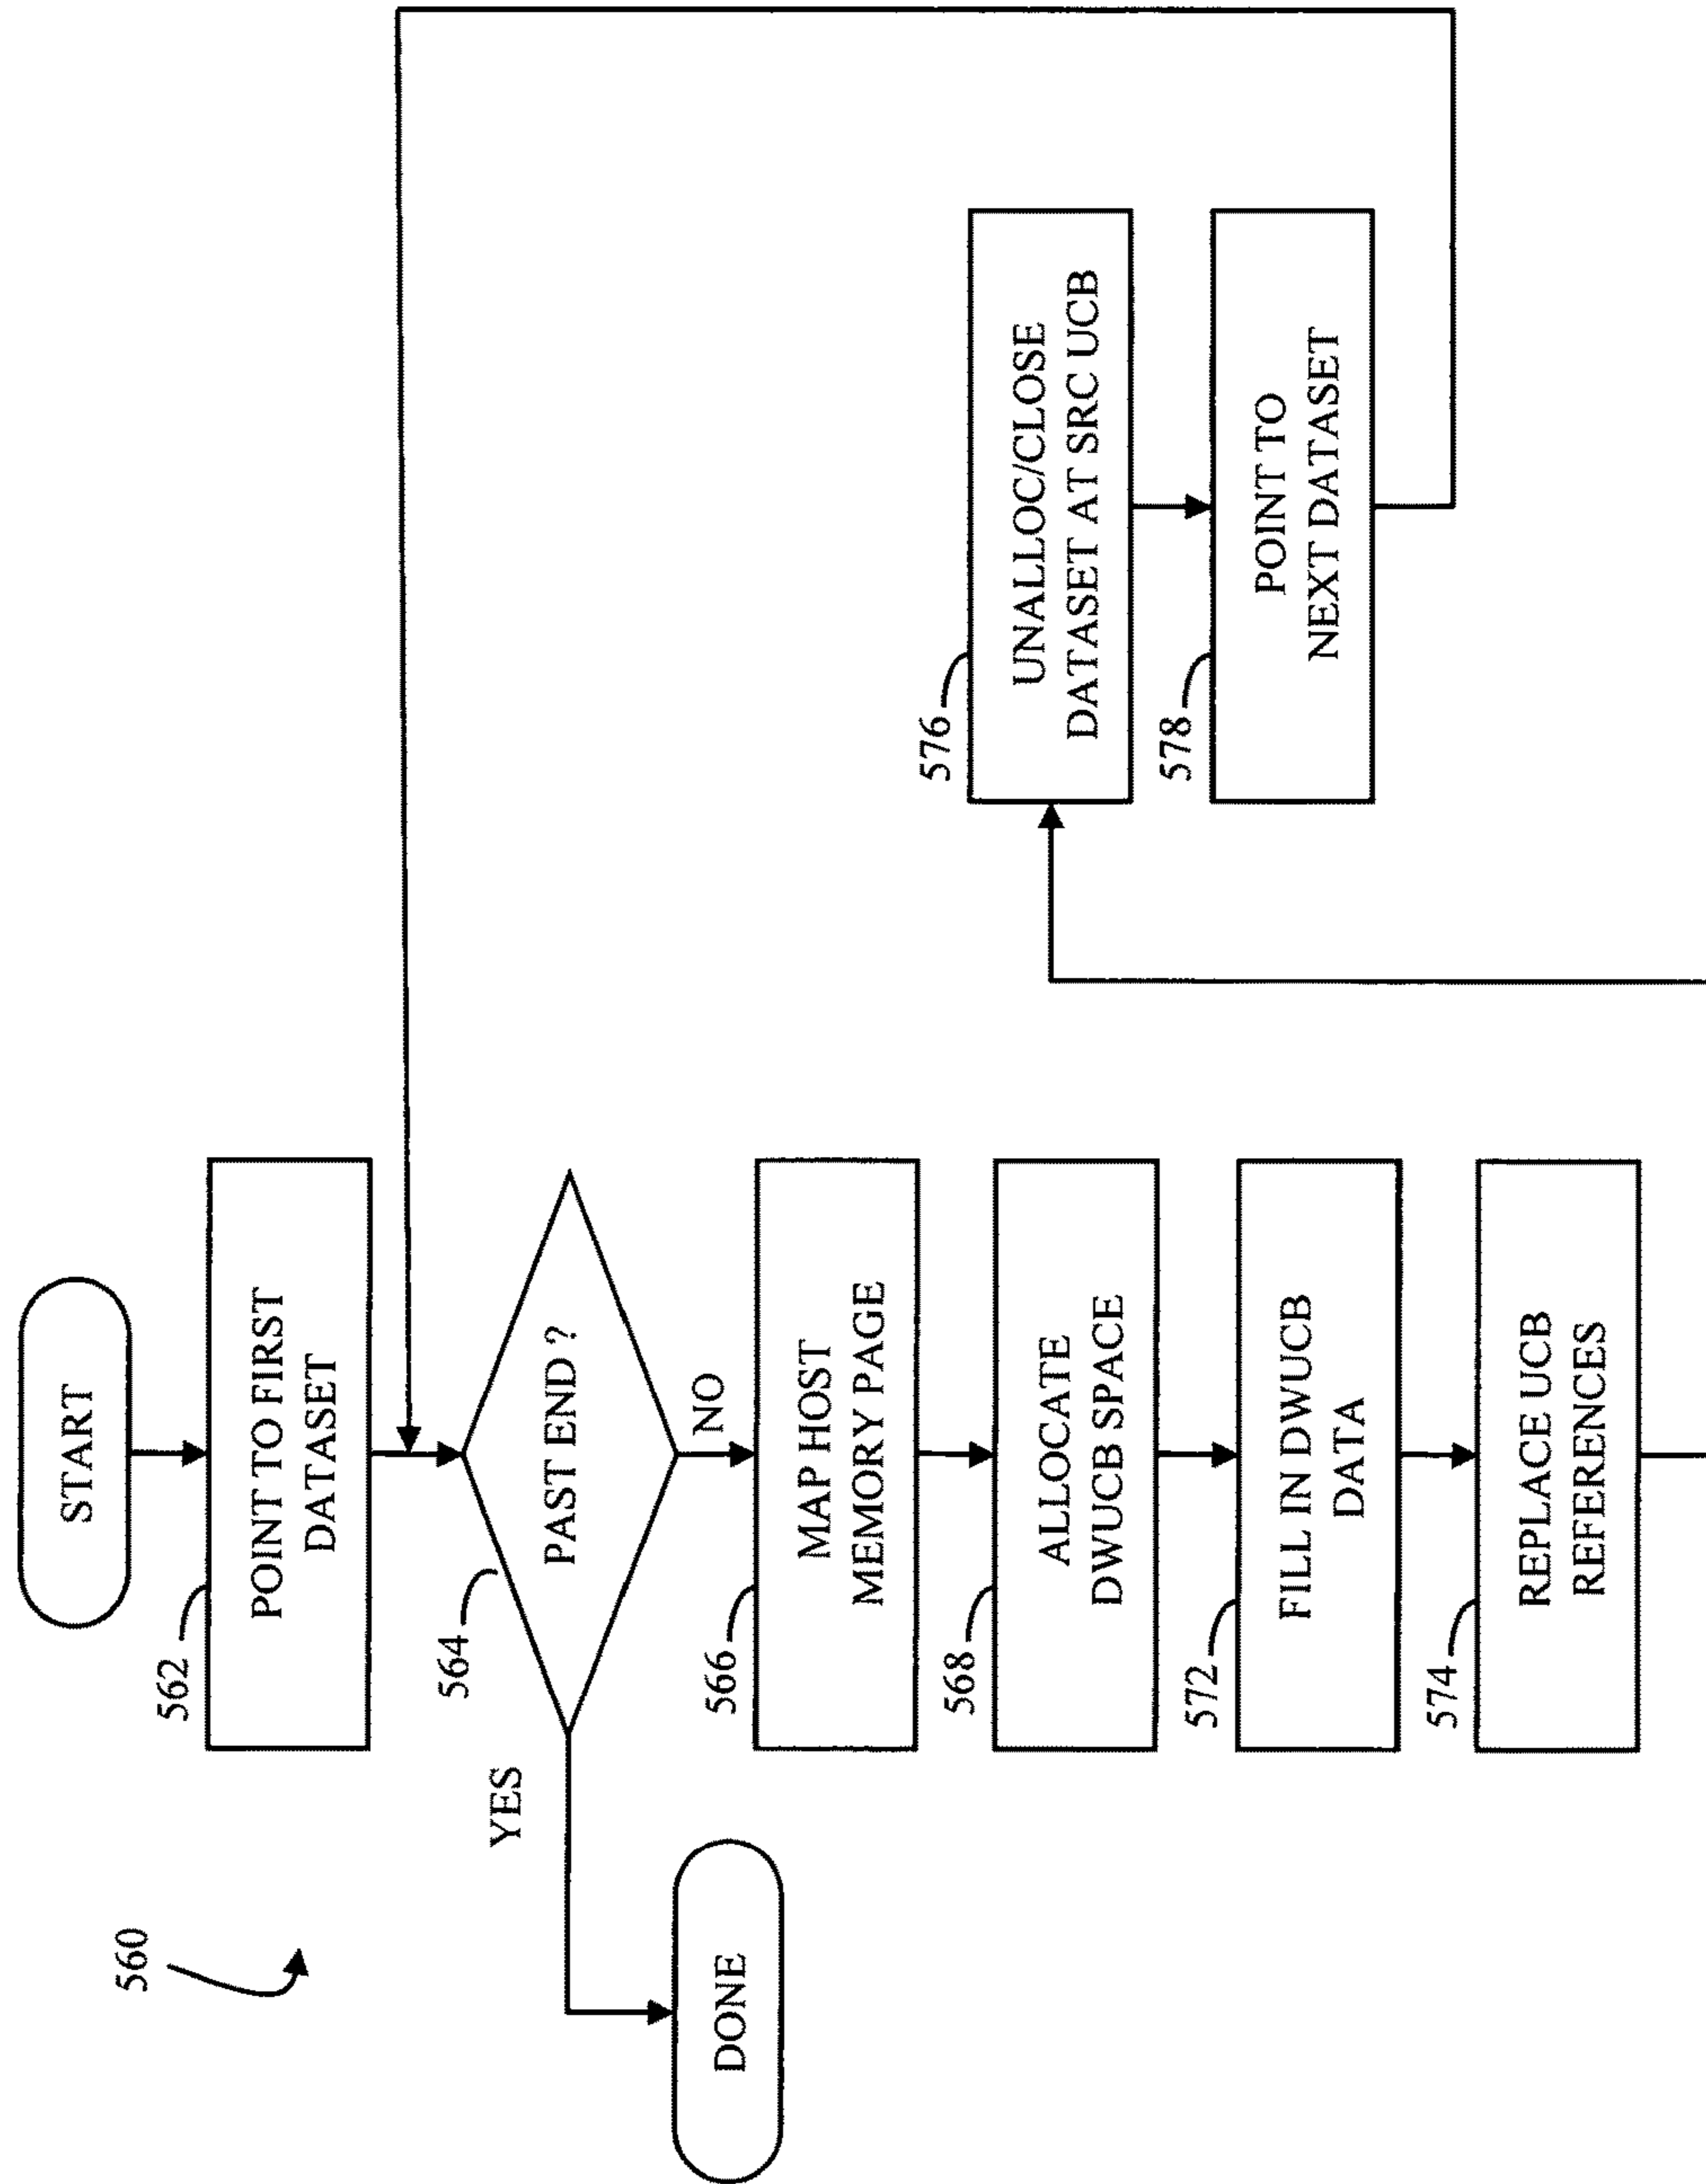 560
START
562
POINT TO FIRST
DATASET
564
PAST END ?
YES
NO
DONE
566
MAP HOST
MEMORY PAGE
568
ALLOCATE
DWUCB SPACE
572
FILL IN DWUCB
DATA
574
REPLACE UCB
REFERENCES
576
UNALLOC/CLOSE
DATASET AT SRC UCB
578
POINT TO
NEXT DATASET